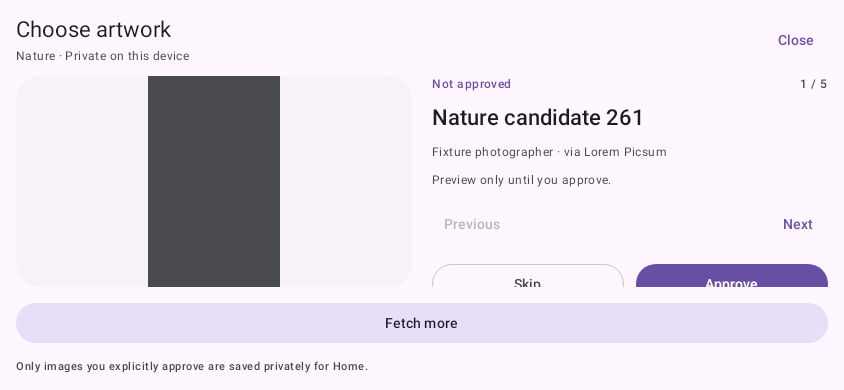 Choose artwork
Nature · Private on this device
Close
Not approved
1 / 5
Nature candidate 261
Fixture photographer · via Lorem Picsum
Preview only until you approve.
Previous
Next
Skip
Approve
Fetch more
Only images you explicitly approve are saved privately for Home.